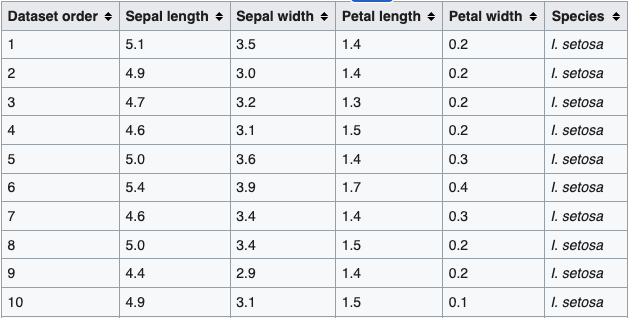 Dataset order Sepal length Sepal width Petal length Petal width Species
1 5.1 3.5 1.4 0.2 I. setosa
2 4.9 3.0 1.4 0.2 I. setosa
3 4.7 3.2 1.3 0.2 I. setosa
4 4.6 3.1 1.5 0.2 I. setosa
5 5.0 3.6 1.4 0.3 I. setosa
6 5.4 3.9 1.7 0.4 I. setosa
7 4.6 3.4 1.4 0.3 I. setosa
8 5.0 3.4 1.5 0.2 I. setosa
9 4.4 2.9 1.4 0.2 I. setosa
10 4.9 3.1 1.5 0.1 I. setosa